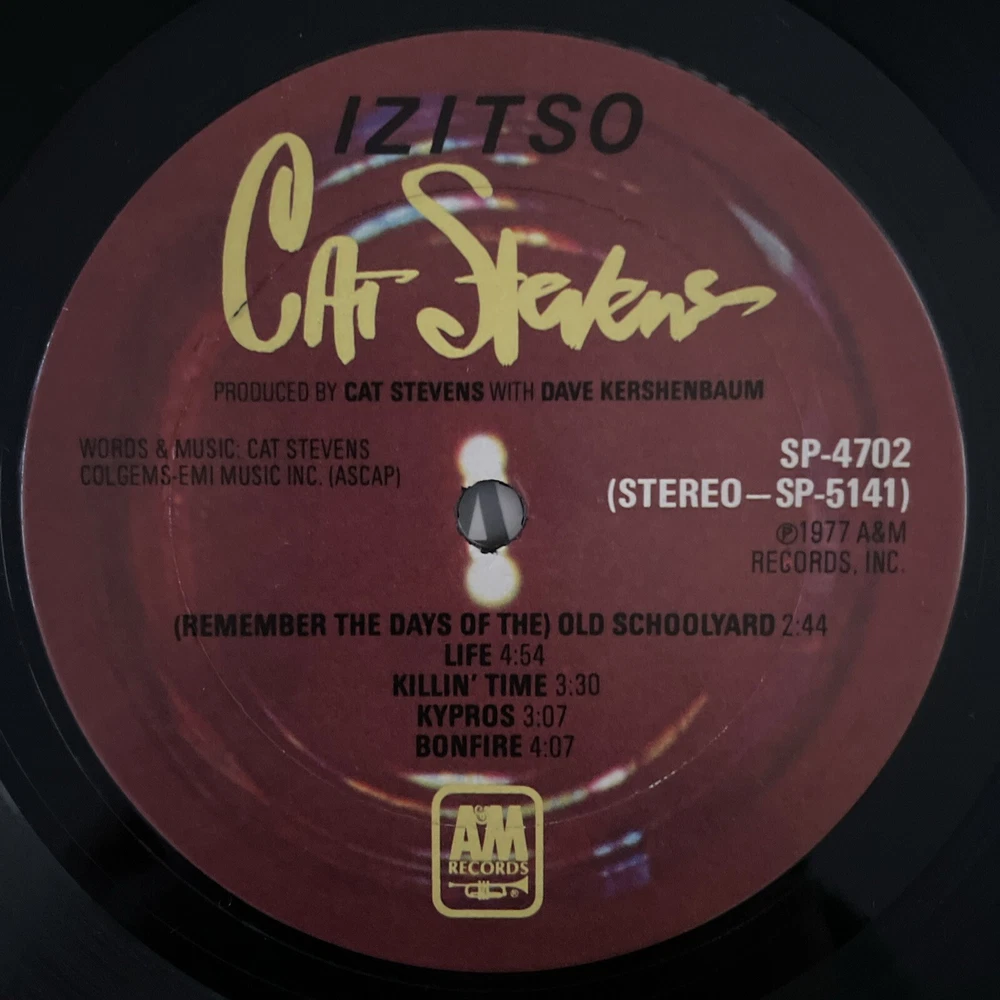 IZITSO
CAT STEVENS
PRODUCED BY CAT STEVENS WITH DAVE KERSHENBAUM
WORDS & MUSIC: CAT STEVENS
COLGEMS-EMI MUSIC INC. (ASCAP)
SP-4702
(STEREO—SP-5141)
℗1977 A&M
RECORDS, INC.
(REMEMBER THE DAYS OF THE) OLD SCHOOLYARD 2:44
LIFE 4:54
KILLIN' TIME 3:30
KYPROS 3:07
BONFIRE 4:07
A&M
RECORDS
®